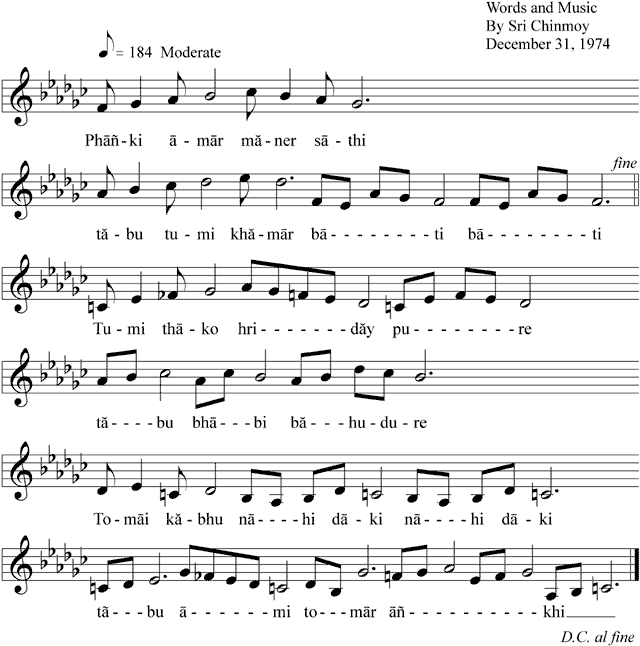 Words and Music
By Sri Chinmoy
December 31, 1974
= 184 Moderate
Phāñ-ki ā-mār mă-ner sā-thi
fine
tă-bu tu-mi khă-mār bā-------ti bā----ti
Tu-mi thā-ko hri------dăy pu----re
tă----bu bhā--bi bă--hu-du-re
To-māi kă-bhu nā----hi dā-ki nā---hi dā-ki
tă---bu ā------mi to-mār āñ---------khi
D.C. al fine